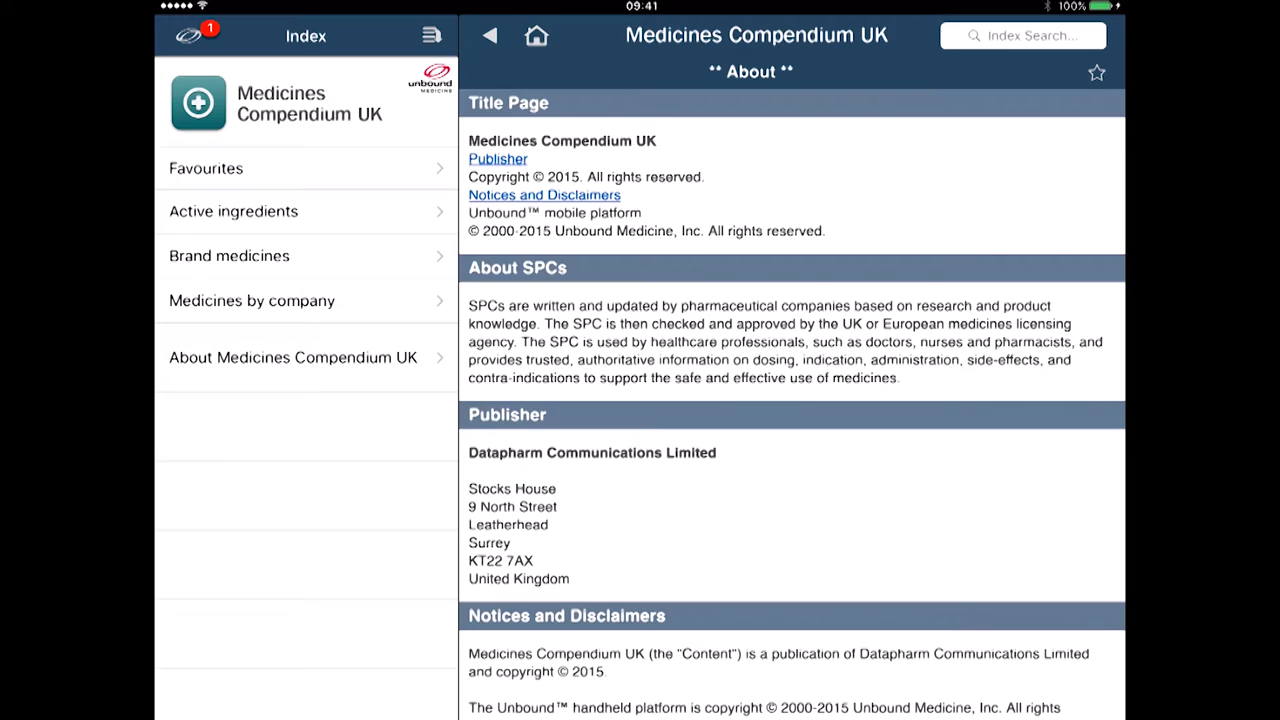 09:41
100%
1
Index
Medicines Compendium UK
Index Search...
** About **
unbound
MEDICINE
Medicines
Compendium UK
Favourites
Active ingredients
Brand medicines
Medicines by company
About Medicines Compendium UK
Title Page
Medicines Compendium UK
Publisher
Copyright © 2015. All rights reserved.
Notices and Disclaimers
Unbound™ mobile platform
© 2000-2015 Unbound Medicine, Inc. All rights reserved.
About SPCs
SPCs are written and updated by pharmaceutical companies based on research and product
knowledge. The SPC is then checked and approved by the UK or European medicines licensing
agency. The SPC is used by healthcare professionals, such as doctors, nurses and pharmacists, and
provides trusted, authoritative information on dosing, indication, administration, side-effects, and
contra-indications to support the safe and effective use of medicines.
Publisher
Datapharm Communications Limited
Stocks House
9 North Street
Leatherhead
Surrey
KT22 7AX
United Kingdom
Notices and Disclaimers
Medicines Compendium UK (the "Content") is a publication of Datapharm Communications Limited
and copyright © 2015.
The Unbound™ handheld platform is copyright © 2000-2015 Unbound Medicine, Inc. All rights